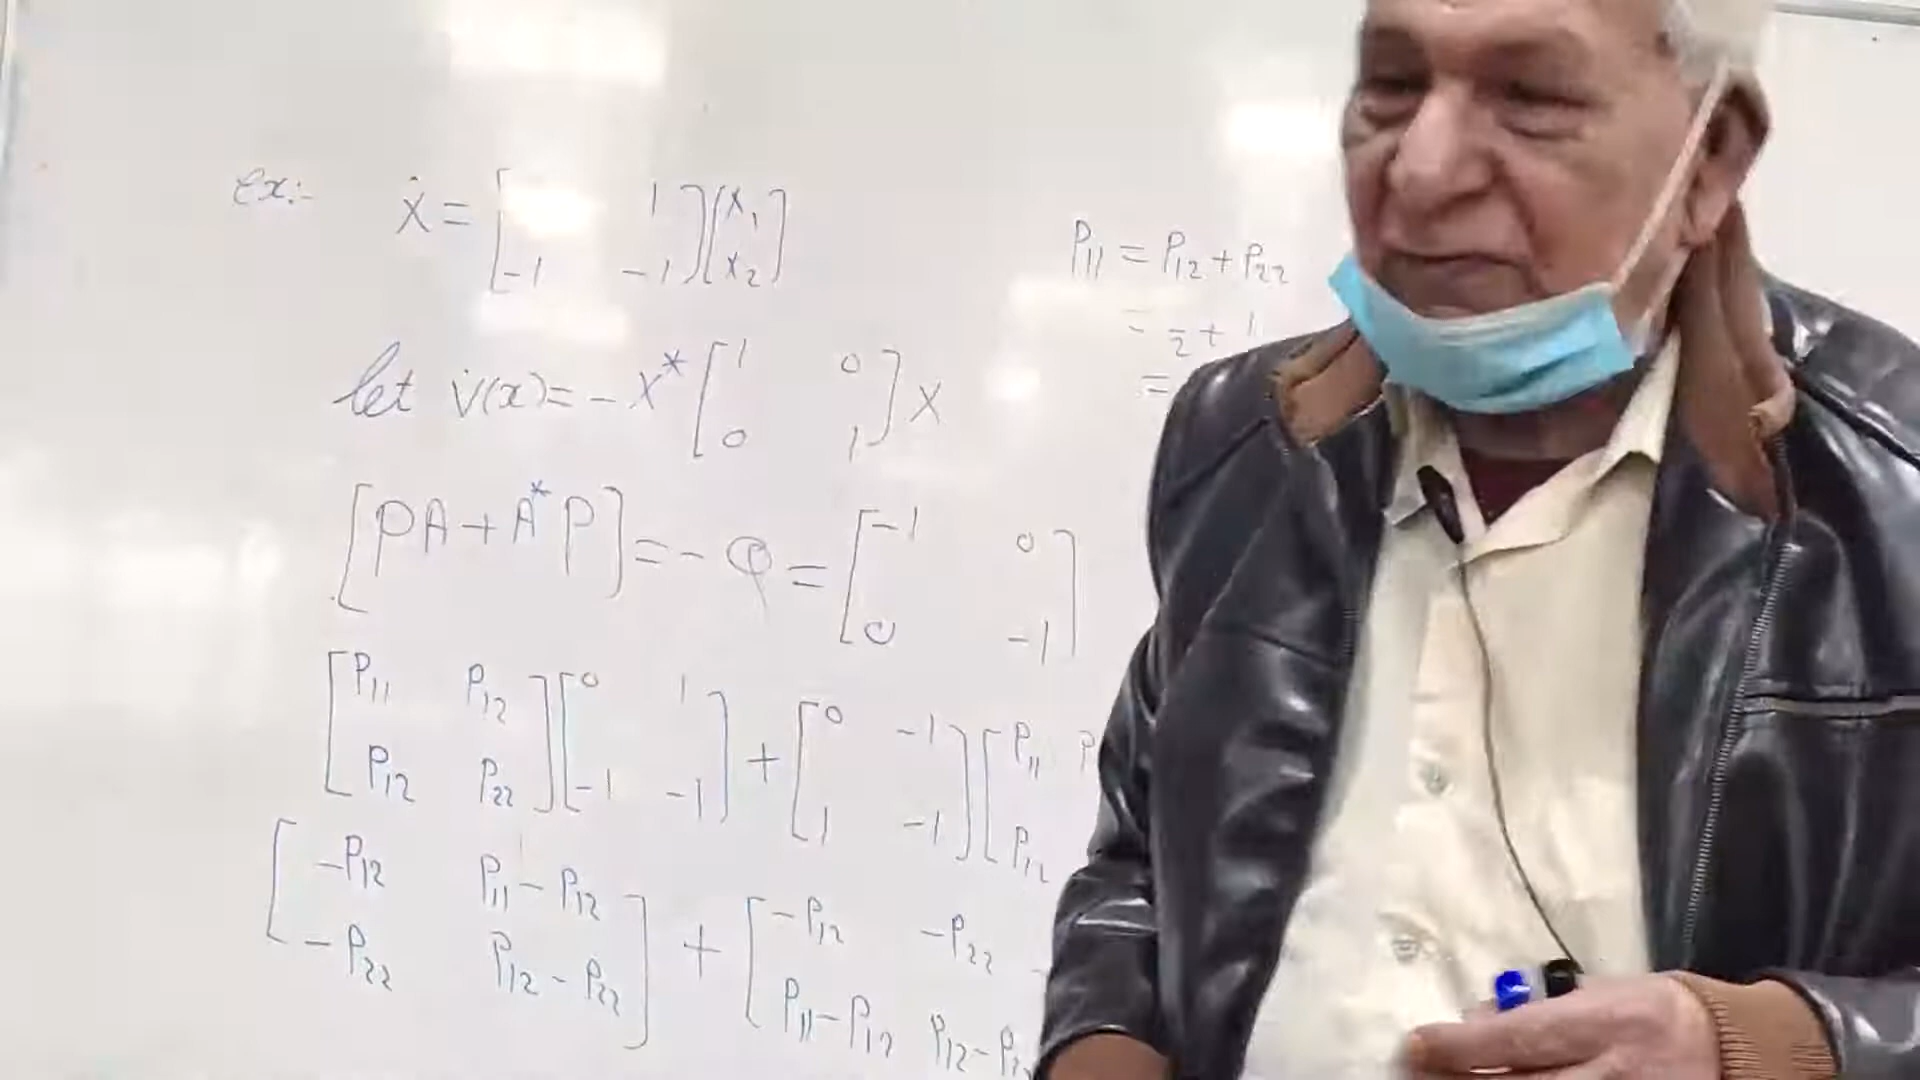 ex:- ẋ = [ 1 -1 -1 ] [ x1 x2 ]
let v̇(x) = - x* [ 1 0 0 1 ] x
[ PA + A* P ] = - Q = [ -1 0 0 -1 ]
[ P11 P12 P12 P22 ] [ 0 1 -1 -1 ] + [ 0 -1 1 -1 ] [ P11 P12
[ -P12 P11 - P12 -P22 P12 - P22 ] + [ -P12 -P22 P11 - P12 P12 -
P11 = P12 + P22
= 2 + 1
=